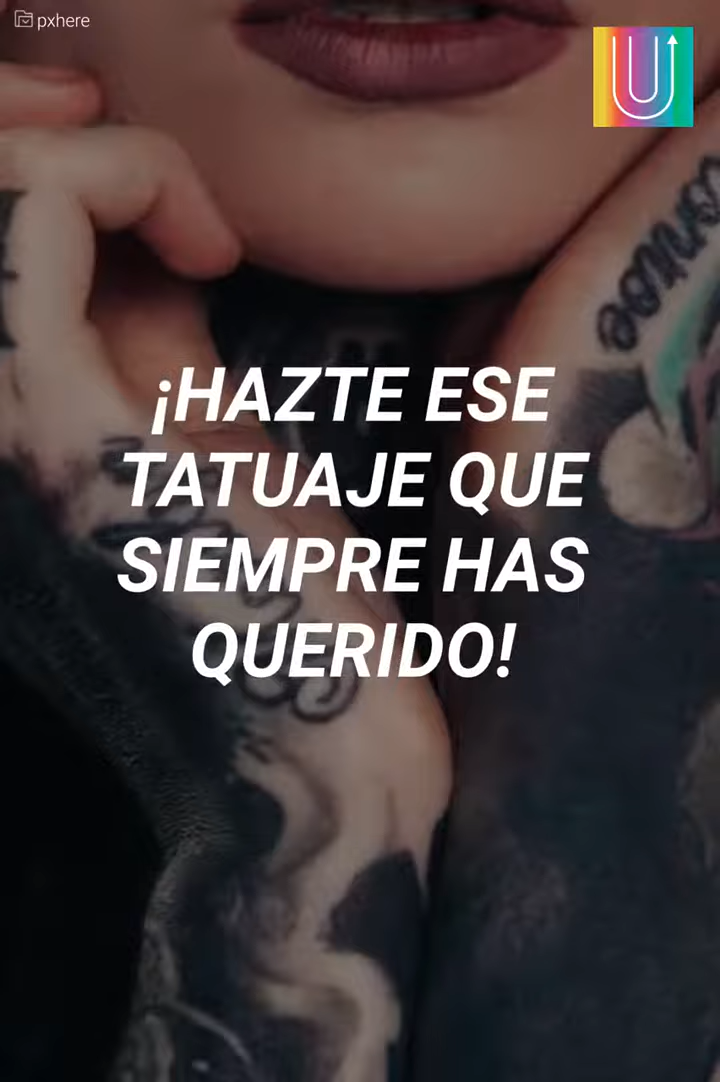 pxhere
U
¡HAZTE ESE
TATUAJE QUE
SIEMPRE HAS
QUERIDO!